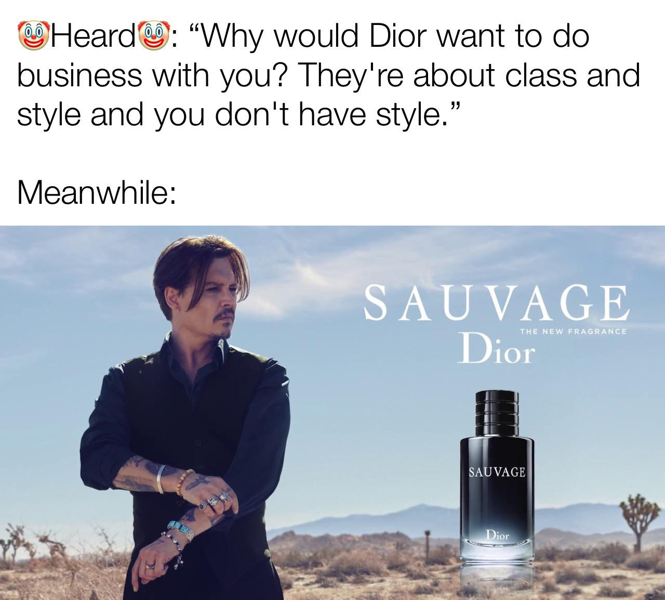 🤡Heard🤡: “Why would Dior want to do
business with you? They're about class and
style and you don't have style.”
Meanwhile:
SAUVAGE
THE NEW FRAGRANCE
Dior
SAUVAGE
Dior